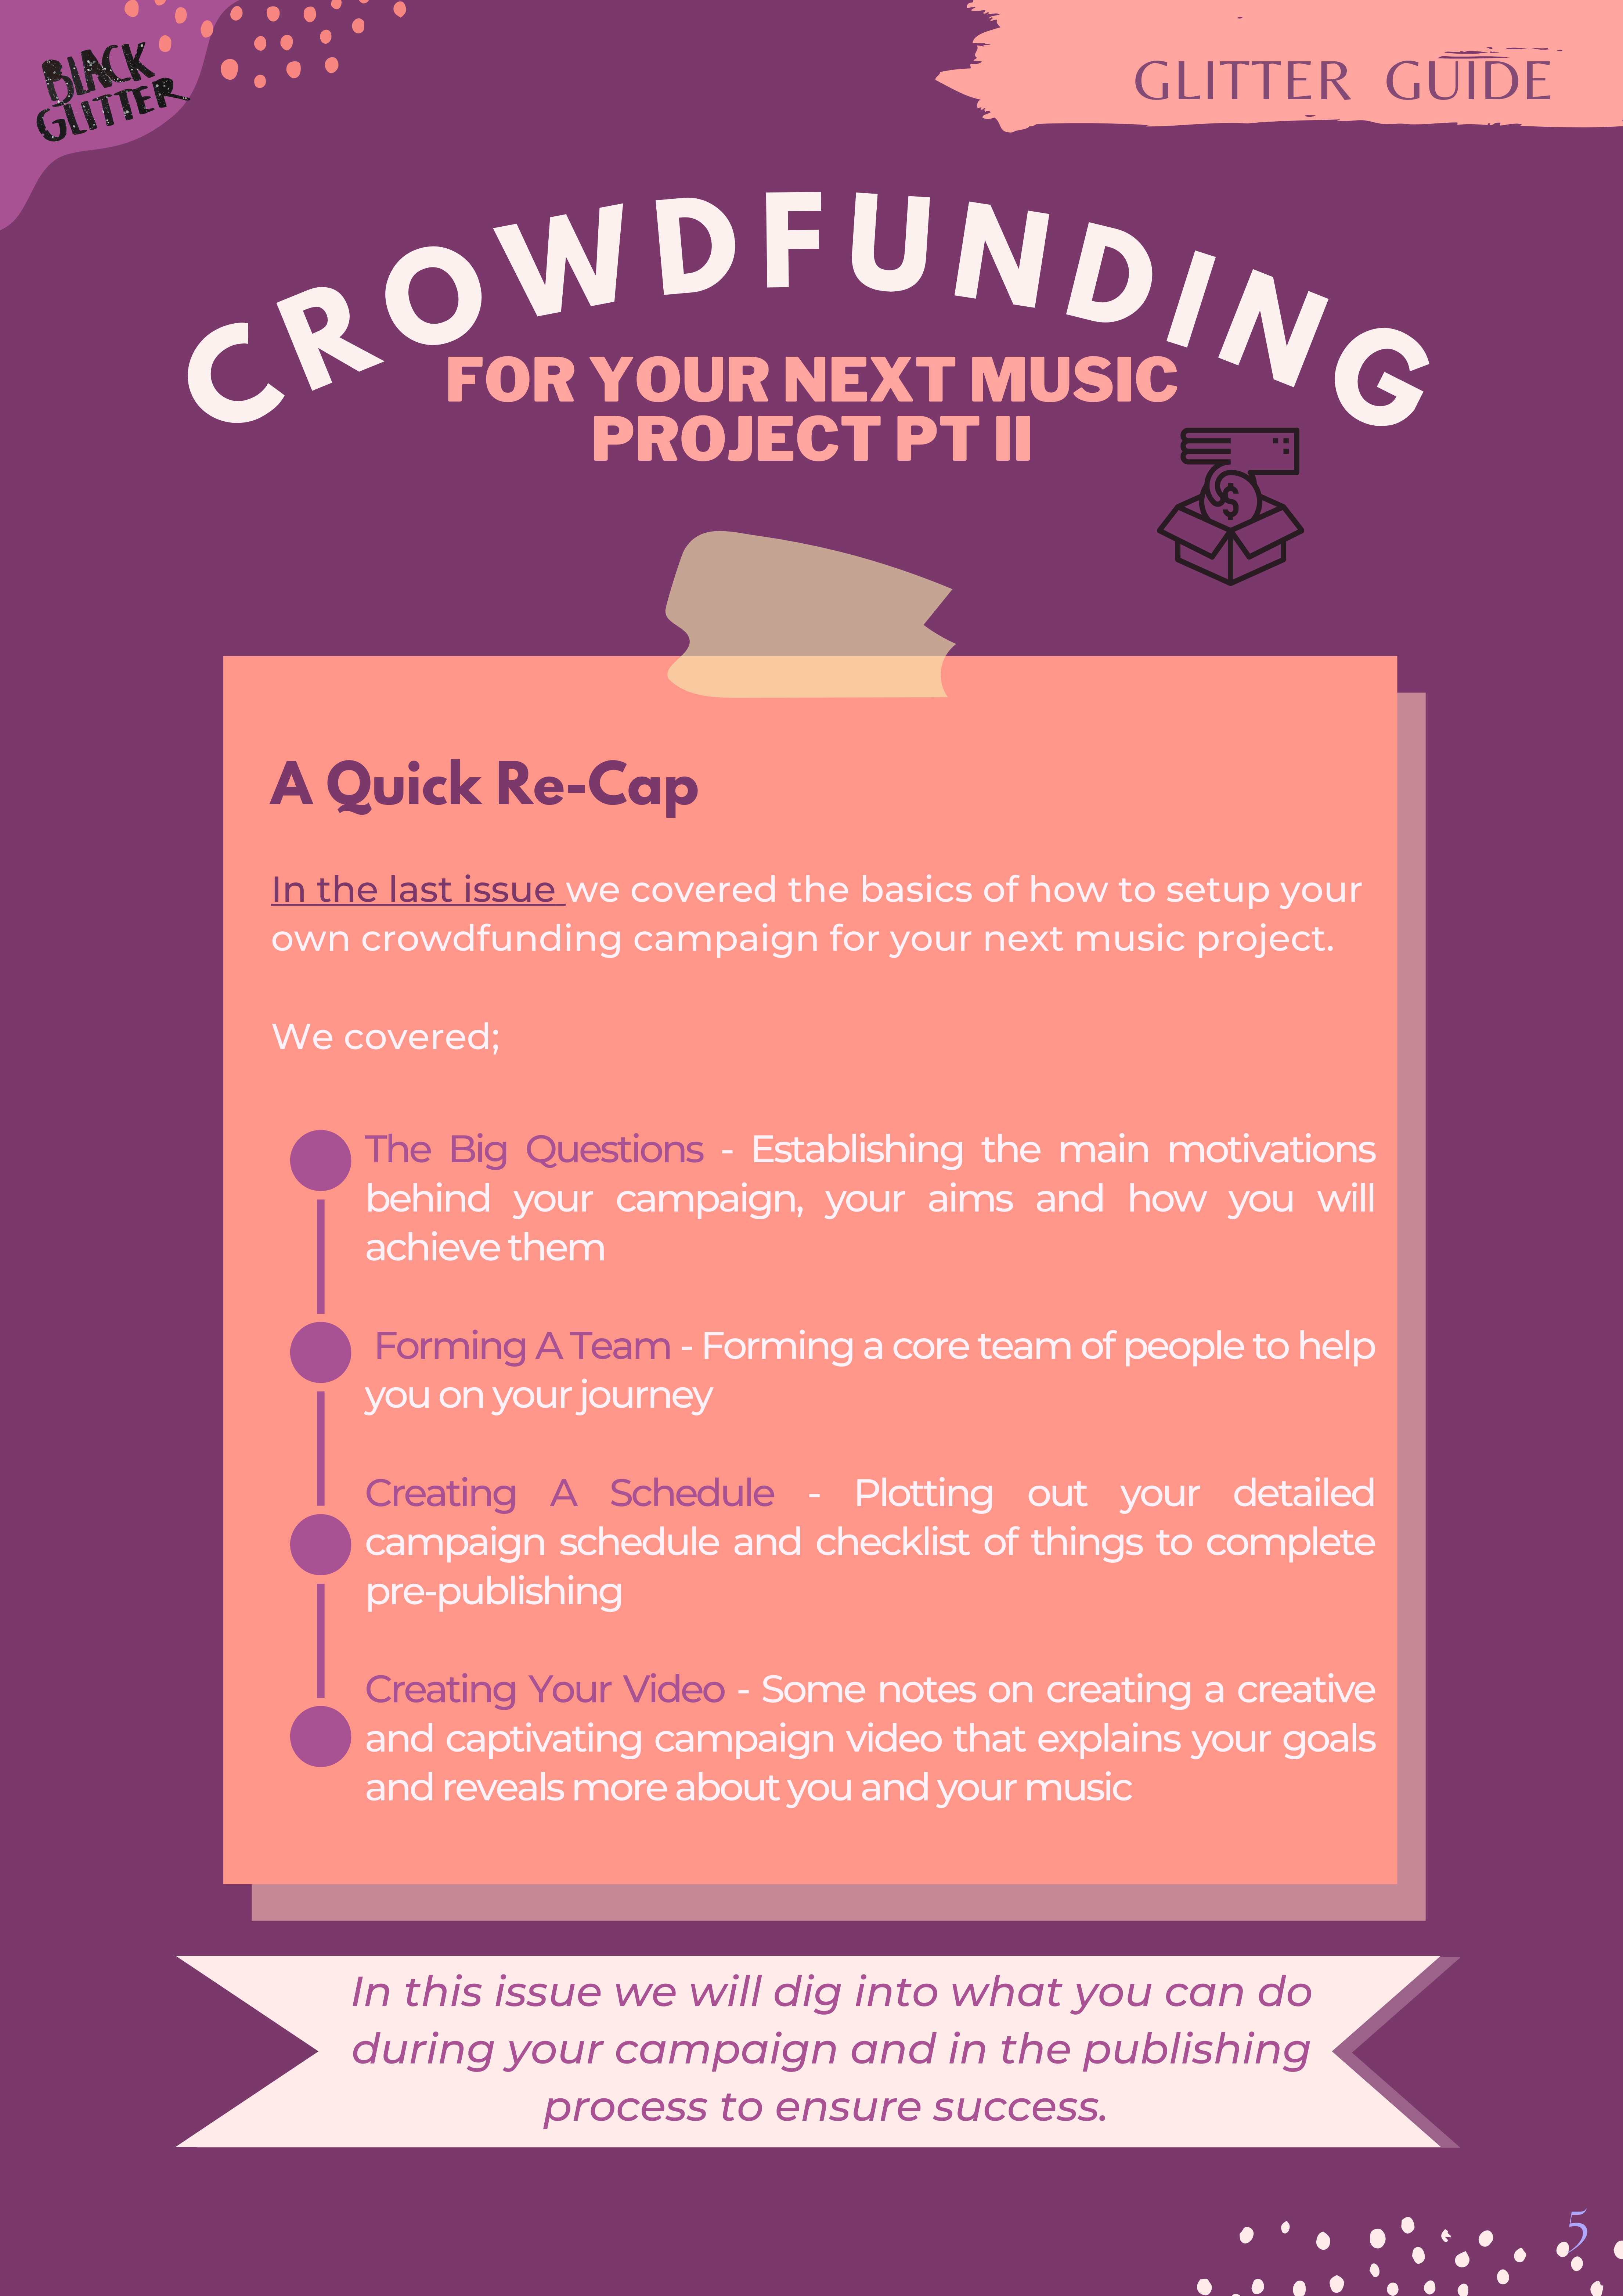 BLACK
GLITTER
GLITTER GUIDE
CROWDFUNDING
FOR YOUR NEXT MUSIC
PROJECT PT II
$
A Quick Re-Cap
In the last issue we covered the basics of how to setup your
own crowdfunding campaign for your next music project.
We covered;
The Big Questions - Establishing the main motivations
behind your campaign, your aims and how you will
achieve them
Forming A Team - Forming a core team of people to help
you on your journey
Creating A Schedule - Plotting out your detailed
campaign schedule and checklist of things to complete
pre-publishing
Creating Your Video - Some notes on creating a creative
and captivating campaign video that explains your goals
and reveals more about you and your music
In this issue we will dig into what you can do
during your campaign and in the publishing
process to ensure success.
5